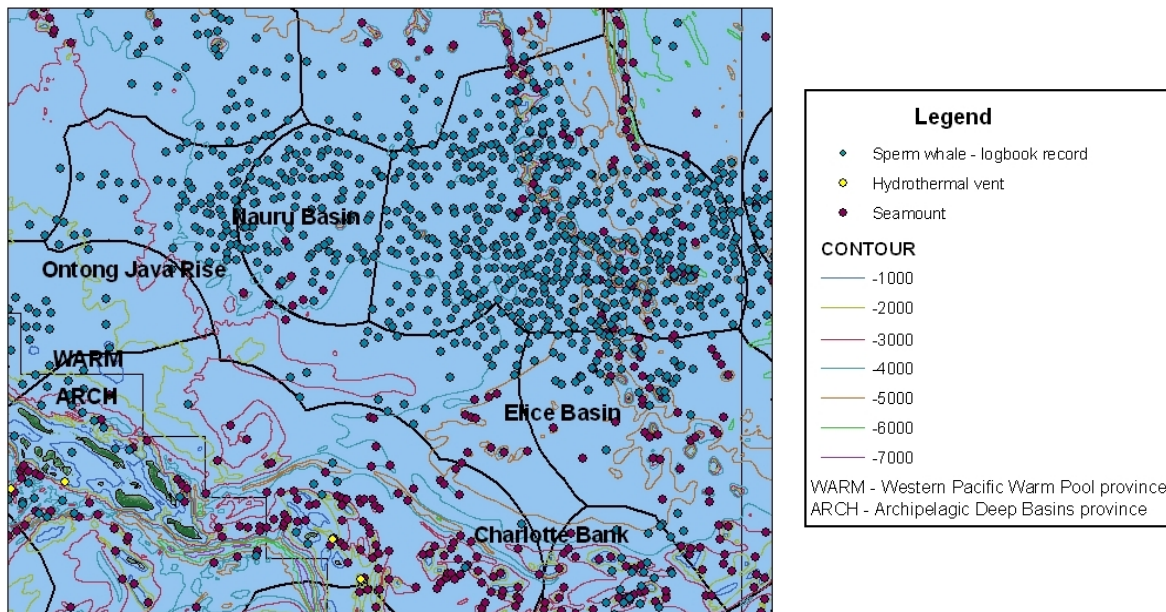 Nauru Basin
Ontong Java Rise
WARM
ARCH
Elice Basin
Charlotte Bank
Legend
Sperm whale - logbook record
Hydrothermal vent
Seamount
CONTOUR
-1000
-2000
-3000
-4000
-5000
-6000
-7000
WARM - Western Pacific Warm Pool province
ARCH - Archipelagic Deep Basins province